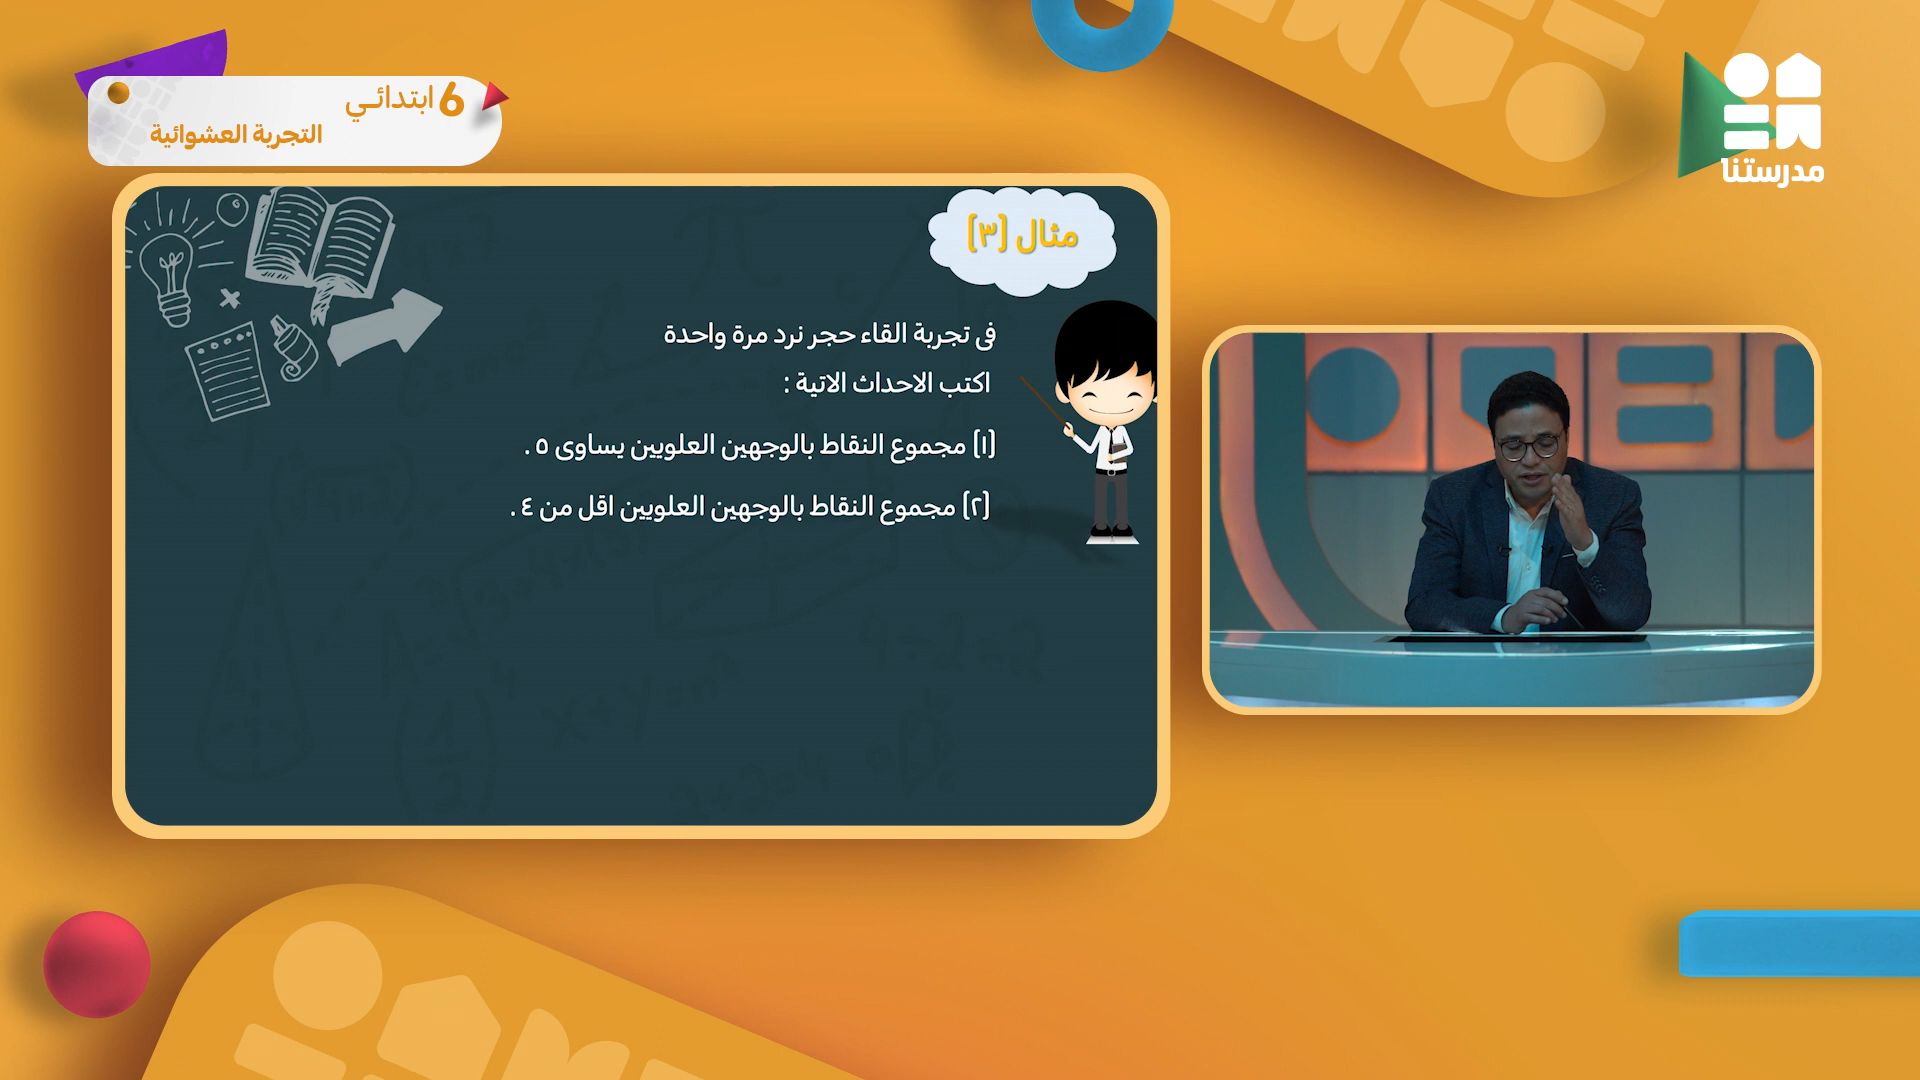 6 ابتدائي
التجربة العشوائية
مدرستنا
مثال [٣]
فى تجربة القاء حجر نرد مرة واحدة
اكتب الاحداث الاتية :
[١] مجموع النقاط بالوجهين العلويين يساوى ٥ .
[٢] مجموع النقاط بالوجهين العلويين اقل من ٤ .